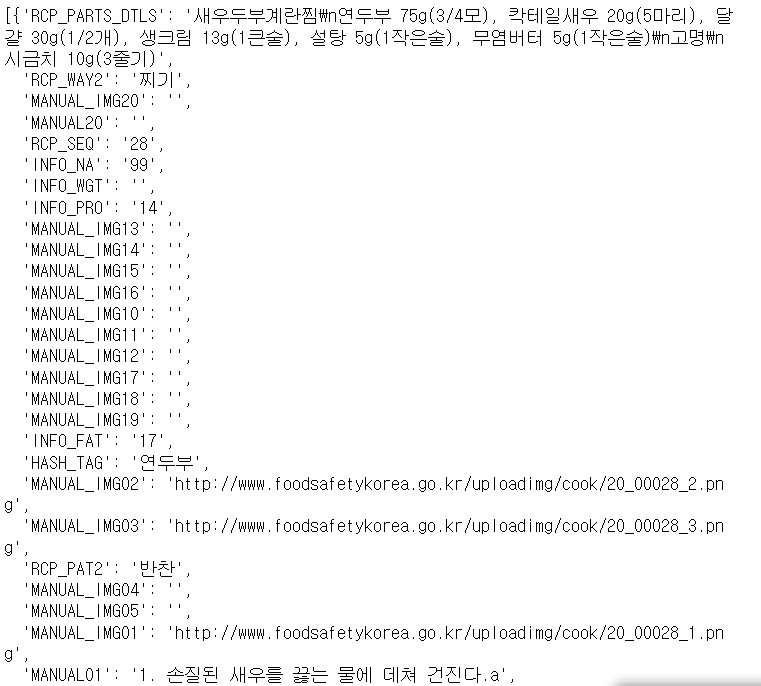 [{'RCP_PARTS_DTLS': '새우두부계란찜₩n연두부 75g(3/4모), 칵테일새우 20g(5마리), 달
걀 30g(1/2개), 생크림 13g(1큰술), 설탕 5g(1작은술), 무염버터 5g(1작은술)₩n고명₩n
시금치 10g(3줄기)',
'RCP_WAY2': '찌기',
'MANUAL_IMG20': '',
'MANUAL20': '',
'RCP_SEQ': '28',
'INFO_NA': '99',
'INFO_WGT': '',
'INFO_PRO': '14',
'MANUAL_IMG13': '',
'MANUAL_IMG14': '',
'MANUAL_IMG15': '',
'MANUAL_IMG16': '',
'MANUAL_IMG10': '',
'MANUAL_IMG11': '',
'MANUAL_IMG12': '',
'MANUAL_IMG17': '',
'MANUAL_IMG18': '',
'MANUAL_IMG19': '',
'INFO_FAT': '17',
'HASH_TAG': '연두부',
'MANUAL_IMG02': 'http://www.foodsafetykorea.go.kr/uploadimg/cook/20_00028_2.pn
g',
'MANUAL_IMG03': 'http://www.foodsafetykorea.go.kr/uploadimg/cook/20_00028_3.pn
g',
'RCP_PAT2': '반찬',
'MANUAL_IMG04': '',
'MANUAL_IMG05': '',
'MANUAL_IMG01': 'http://www.foodsafetykorea.go.kr/uploadimg/cook/20_00028_1.pn
g',
'MANUAL01': '1. 손질된 새우를 끓는 물에 데쳐 건진다.a',